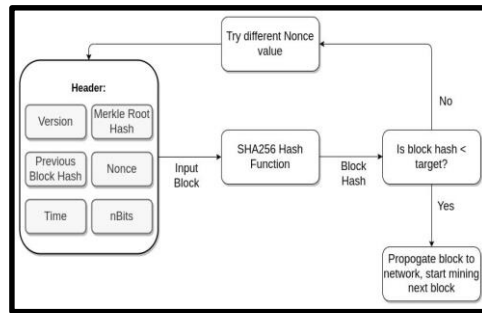 Try different Nonce
value
Header:
Version
Merkle Root
Hash
Previous
Block Hash
Nonce
Time
nBits
Input
Block
SHA256 Hash
Function
Block
Hash
Is block hash <
target?
No
Yes
Propogate block to
network, start mining
next block